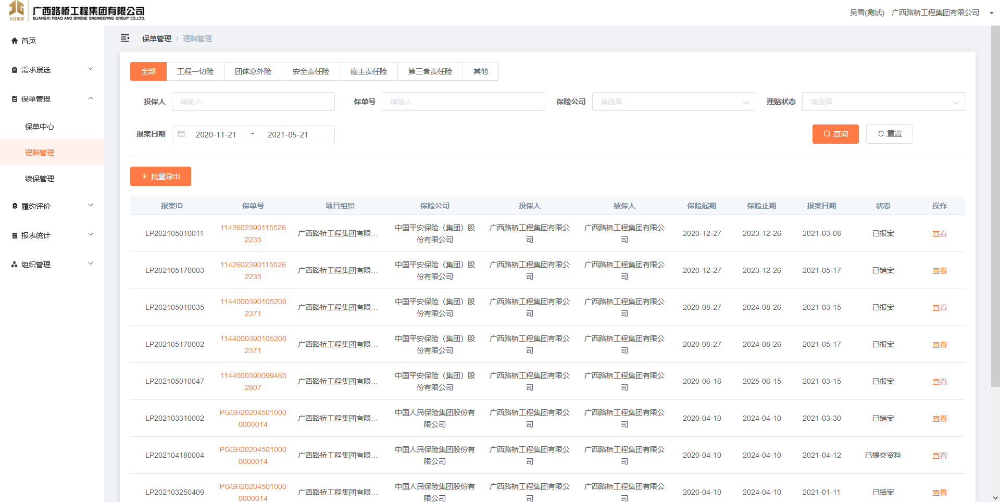 北投集团
广西路桥工程集团有限公司
GUANGXI ROAD AND BRIDGE ENGINEERING GROUP CO.LTD.
吴雪(测试) 广西路桥工程集团有限公司
首页
需求报送
保单管理
保单中心
理赔管理
续保管理
履约评价
报表统计
组织管理
保单管理 / 理赔管理
全部 工程一切险 团体意外险 安全责任险 雇主责任险 第三者责任险 其他
投保人 请输入 保单号 请输入 保险公司 请选择 理赔状态 请选择
报案日期 2020-11-21 ~ 2021-05-21 查询 重置
批量导出
报案ID 保单号 项目组织 保险公司 投保人 被保人 保险起期 保险止期 报案日期 状态 操作
LP202105010011 1142602390115526 2235 广西路桥工程集团有限... 中国平安保险（集团）股份有限公司 广西路桥工程集团有限公司 广西路桥工程集团有限公司 2020-12-27 2023-12-26 2021-03-08 已报案 查看
LP202105170003 1142602390115526 2235 广西路桥工程集团有限... 中国平安保险（集团）股份有限公司 广西路桥工程集团有限公司 广西路桥工程集团有限公司 2020-12-27 2023-12-26 2021-05-17 已销案 查看
LP202105010035 1144000390105208 2371 广西路桥工程集团有限... 中国平安保险（集团）股份有限公司 广西路桥工程集团有限公司 广西路桥工程集团有限公司 2020-08-27 2024-08-26 2021-03-15 已报案 查看
LP202105170002 1144000390105208 2371 广西路桥工程集团有限... 中国平安保险（集团）股份有限公司 广西路桥工程集团有限公司 广西路桥工程集团有限公司 2020-08-27 2024-08-26 2021-05-17 已报案 查看
LP202105010047 1144000390099465 2807 广西路桥工程集团有限... 中国平安保险（集团）股份有限公司 广西路桥工程集团有限公司 广西路桥工程集团有限公司 2020-06-16 2025-06-15 2021-03-15 已报案 查看
LP202103310002 PGGH20204501000 0000014 广西路桥工程集团有限... 中国人民保险集团股份有限公司 广西路桥工程集团有限公司 广西路桥工程集团有限公司 2020-04-10 2024-04-10 2021-03-30 已销案 查看
LP202104180004 PGGH20204501000 0000014 广西路桥工程集团有限... 中国人民保险集团股份有限公司 广西路桥工程集团有限公司 广西路桥工程集团有限公司 2020-04-10 2024-04-10 2021-04-12 已提交资料 查看
LP202103250409 PGGH20204501000 0000014 广西路桥工程集团有限... 中国人民保险集团股份有限公司 广西路桥工程集团有限公司 广西路桥工程集团有限公司 2020-04-10 2024-04-10 2021-01-11 已结案 查看